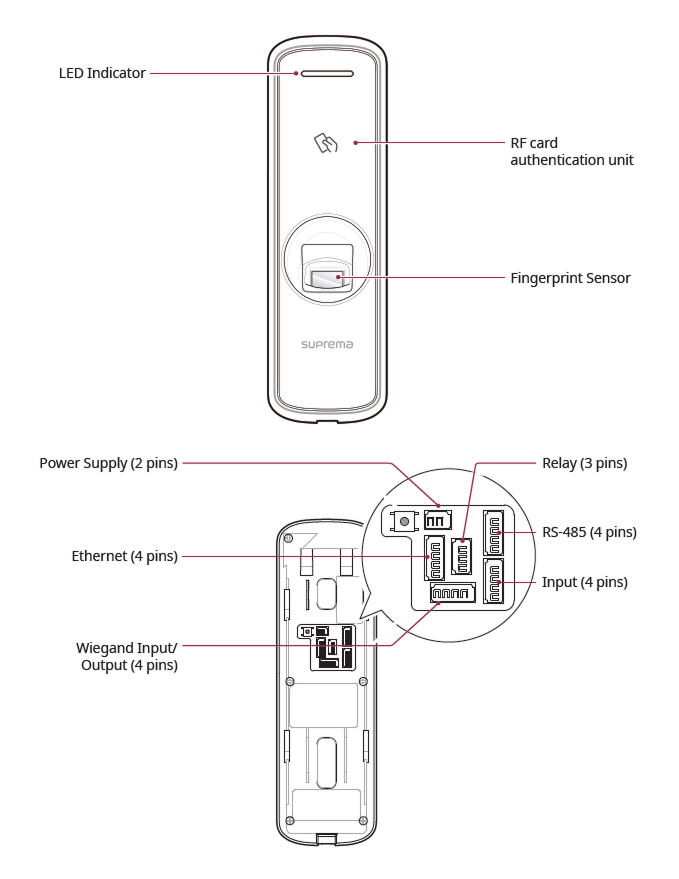 LED Indicator
RF card
authentication unit
Fingerprint Sensor
suprema
Power Supply (2 pins)
Relay (3 pins)
RS-485 (4 pins)
Ethernet (4 pins)
Input (4 pins)
Wiegand Input/
Output (4 pins)